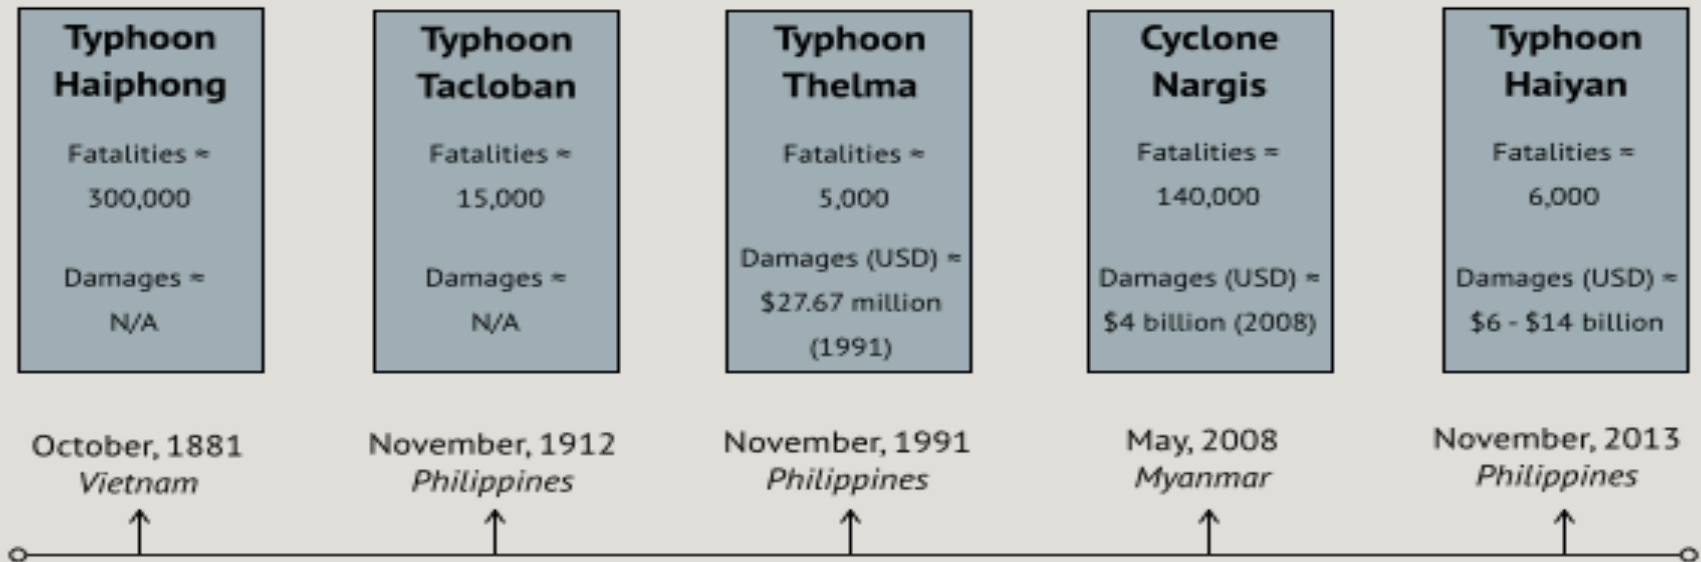 Typhoon
Haiphong
Fatalities ≈
300,000
Damages ≈
N/A
October, 1881
Vietnam
Typhoon
Tacloban
Fatalities ≈
15,000
Damages ≈
N/A
November, 1912
Philippines
Typhoon
Thelma
Fatalities ≈
5,000
Damages (USD) ≈
$27.67 million
(1991)
November, 1991
Philippines
Cyclone
Nargis
Fatalities ≈
140,000
Damages (USD) ≈
$4 billion (2008)
May, 2008
Myanmar
Typhoon
Haiyan
Fatalities ≈
6,000
Damages (USD) ≈
$6 - $14 billion
November, 2013
Philippines